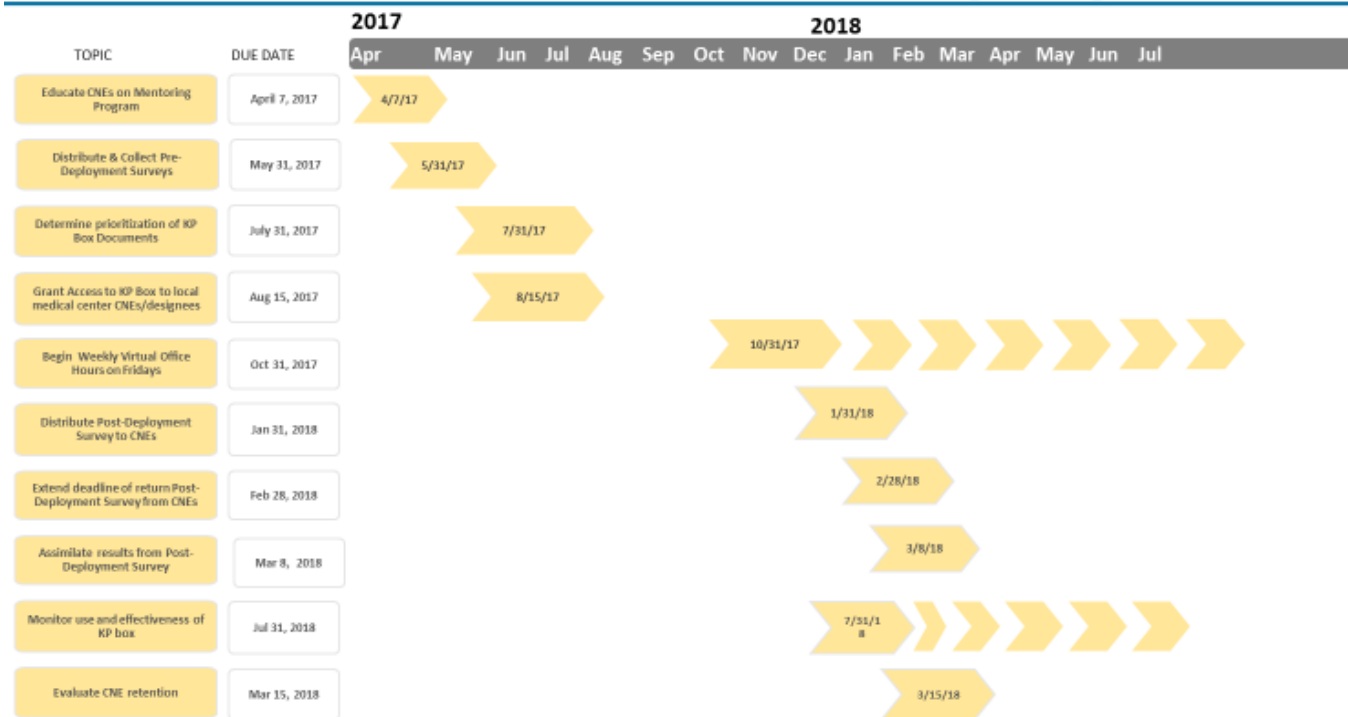 2017
2018
TOPIC DUE DATE Apr May Jun Jul Aug Sep Oct Nov Dec Jan Feb Mar Apr May Jun Jul
Educate CNEs on Mentoring
Program
April 7, 2017
4/7/17
Distribute & Collect Pre-
Deployment Surveys
May 31, 2017
5/31/17
Determine prioritization of KP
Box Documents
July 31, 2017
7/31/17
Grant Access to KP Box to local
medical center CNEs/designees
Aug 15, 2017
8/15/17
Begin Weekly Virtual Office
Hours on Fridays
Oct 31, 2017
10/31/17
Distribute Post-Deployment
Survey to CNEs
Jan 31, 2018
1/31/18
Extend deadline of return Post-
Deployment Survey from CNEs
Feb 28, 2018
2/28/18
Assimilate results from Post-
Deployment Survey
Mar 8, 2018
3/8/18
Monitor use and effectiveness of
KP box
Jul 31, 2018
7/31/1
8
Evaluate CNE retention
Mar 15, 2018
3/15/18